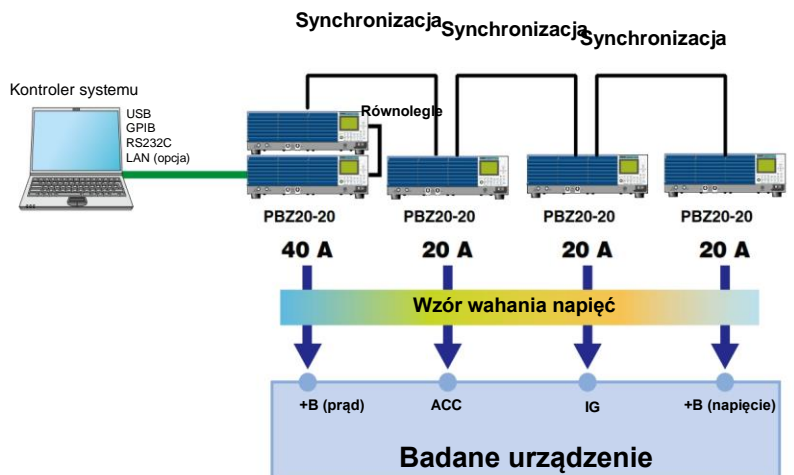 Synchronizacja
Synchronizacja
Synchronizacja
Kontroler systemu
USB
GPIB
RS232C
LAN (opcja)
Równolegle
PBZ20-20
PBZ20-20
PBZ20-20
PBZ20-20
40 A
20 A
20 A
20 A
Wzór wahania napięć
+B (prąd)
ACC
IG
+B (napięcie)
Badane urządzenie